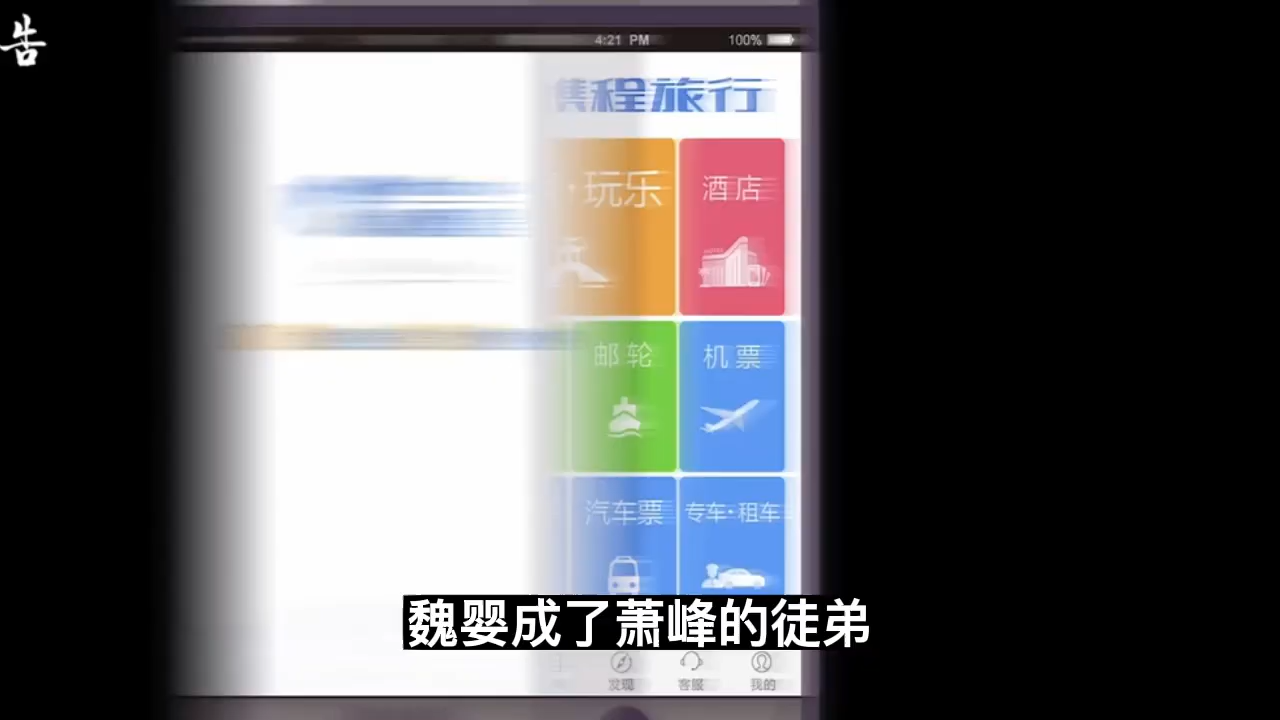 告
4:21 PM
100%
携程旅行
·玩乐
酒店
邮轮
机票
汽车票
专车·租车
魏婴成了萧峰的徒弟
发现
客服
我的